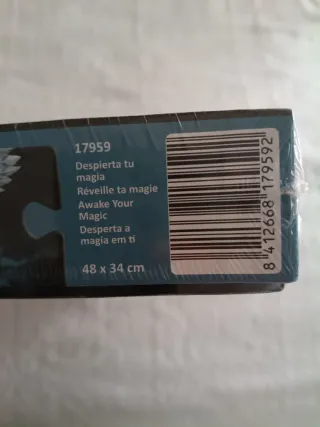 17959
Despierta tu
magia
Réveille ta magie
Awake Your
Magic
Desperta a
magia em ti
48 x 34 cm
8 412668 179592